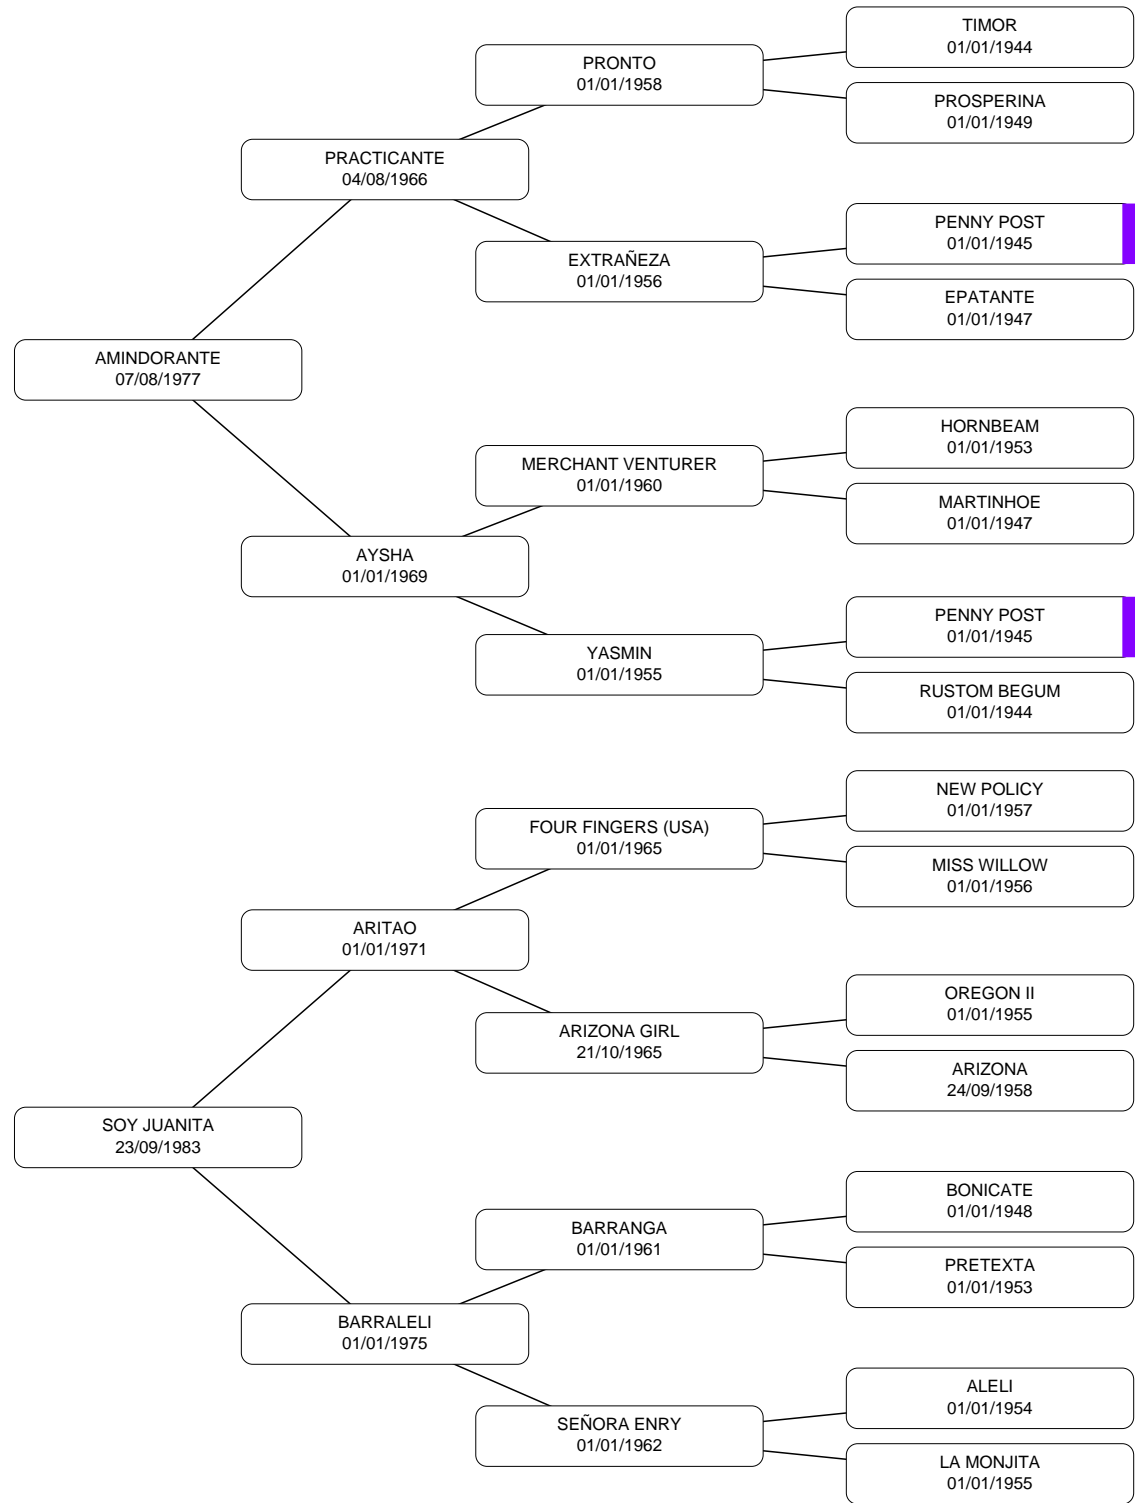 TIMOR
01/01/1944
PRONTO
01/01/1958
PROSPERINA
01/01/1949
PRACTICANTE
04/08/1966
PENNY POST
01/01/1945
EXTRAÑEZA
01/01/1956
EPATANTE
01/01/1947
AMINDORANTE
07/08/1977
HORNBEAM
01/01/1953
MERCHANT VENTURER
01/01/1960
MARTINHOE
01/01/1947
AYSHA
01/01/1969
PENNY POST
01/01/1945
YASMIN
01/01/1955
RUSTOM BEGUM
01/01/1944
NEW POLICY
01/01/1957
FOUR FINGERS (USA)
01/01/1965
MISS WILLOW
01/01/1956
ARITAO
01/01/1971
OREGON II
01/01/1955
ARIZONA GIRL
21/10/1965
ARIZONA
24/09/1958
SOY JUANITA
23/09/1983
BONICATE
01/01/1948
BARRANGA
01/01/1961
PRETEXTA
01/01/1953
BARRALELI
01/01/1975
ALELI
01/01/1954
SEÑORA ENRY
01/01/1962
LA MONJITA
01/01/1955